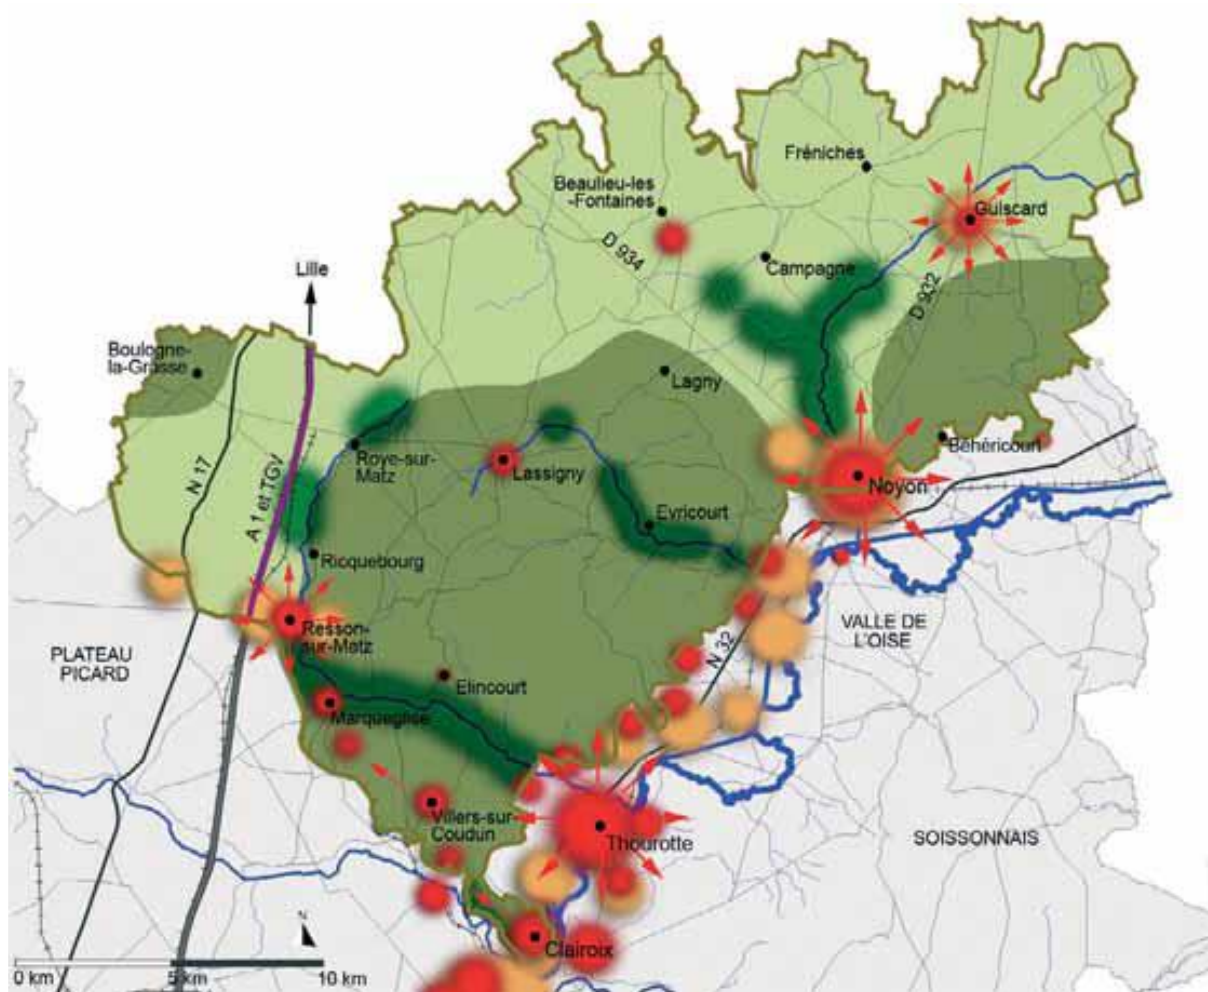 Fréniches
Beaulieu-les
-Fontaines
Guiscard
D 934
Campagne
Lille
D 932
Boulogne-
la-Grasse
Lagny
N 17
A 1 et TGV
Roye-sur-
Matz
Lassigny
Béhéricourt
Noyon
Evricourt
Ricquebourg
VALLE DE
L'OISE
Resson-
sur-Metz
N 32
PLATEAU
PICARD
Elincourt
Marqueglise
Villers-sur-
Coudun
Thourotte
SOISSONNAIS
N
Clairoix
0 km 5 km 10 km